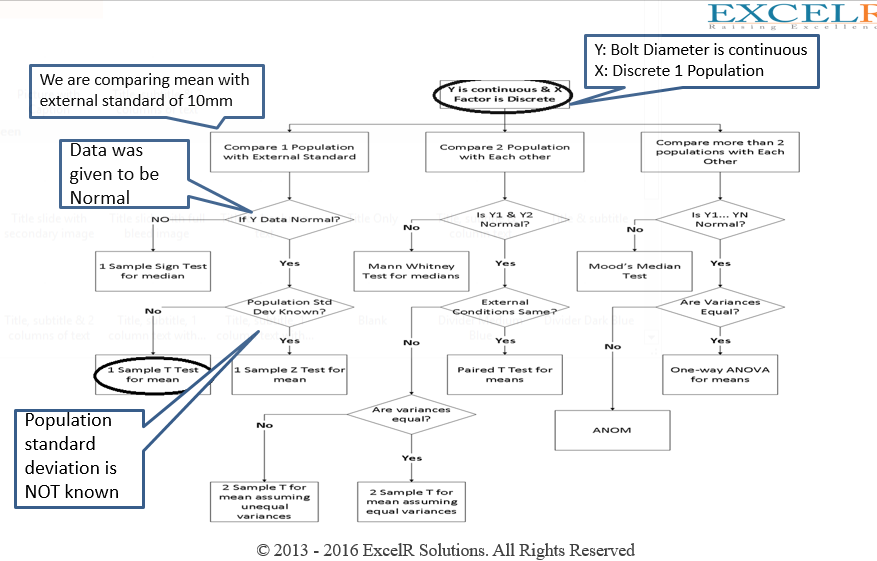 EXCELR
Raising Excellence
Y: Bolt Diameter is continuous
X: Discrete 1 Population
We are comparing mean with
external standard of 10mm
Y is continuous & X
Factor is Discrete
Data was
given to be
Normal
Compare 1 Population
with External Standard
Compare 2 Population
with Each other
Compare more than 2
populations with Each
Other
If Y Data Normal?
Is Y1 & Y2
Normal?
Is Y1... YN
Normal?
NO
No
No
1 Sample Sign Test
for median
Yes
Mann Whitney
Test for medians
Yes
Mood's Median
Test
Yes
Population Std
Dev Known?
External
Conditions Same?
Are Variances
Equal?
No
Yes
No
Yes
No
Yes
1 Sample T Test
for mean
1 Sample Z Test for
mean
Paired T Test for
means
One-way ANOVA
for means
Population
standard
deviation is
NOT known
Are variances
equal?
ANOM
No
Yes
2 Sample T for
mean assuming
unequal
variances
2 Sample T for
mean assuming
equal variances
© 2013 - 2016 ExcelR Solutions. All Rights Reserved